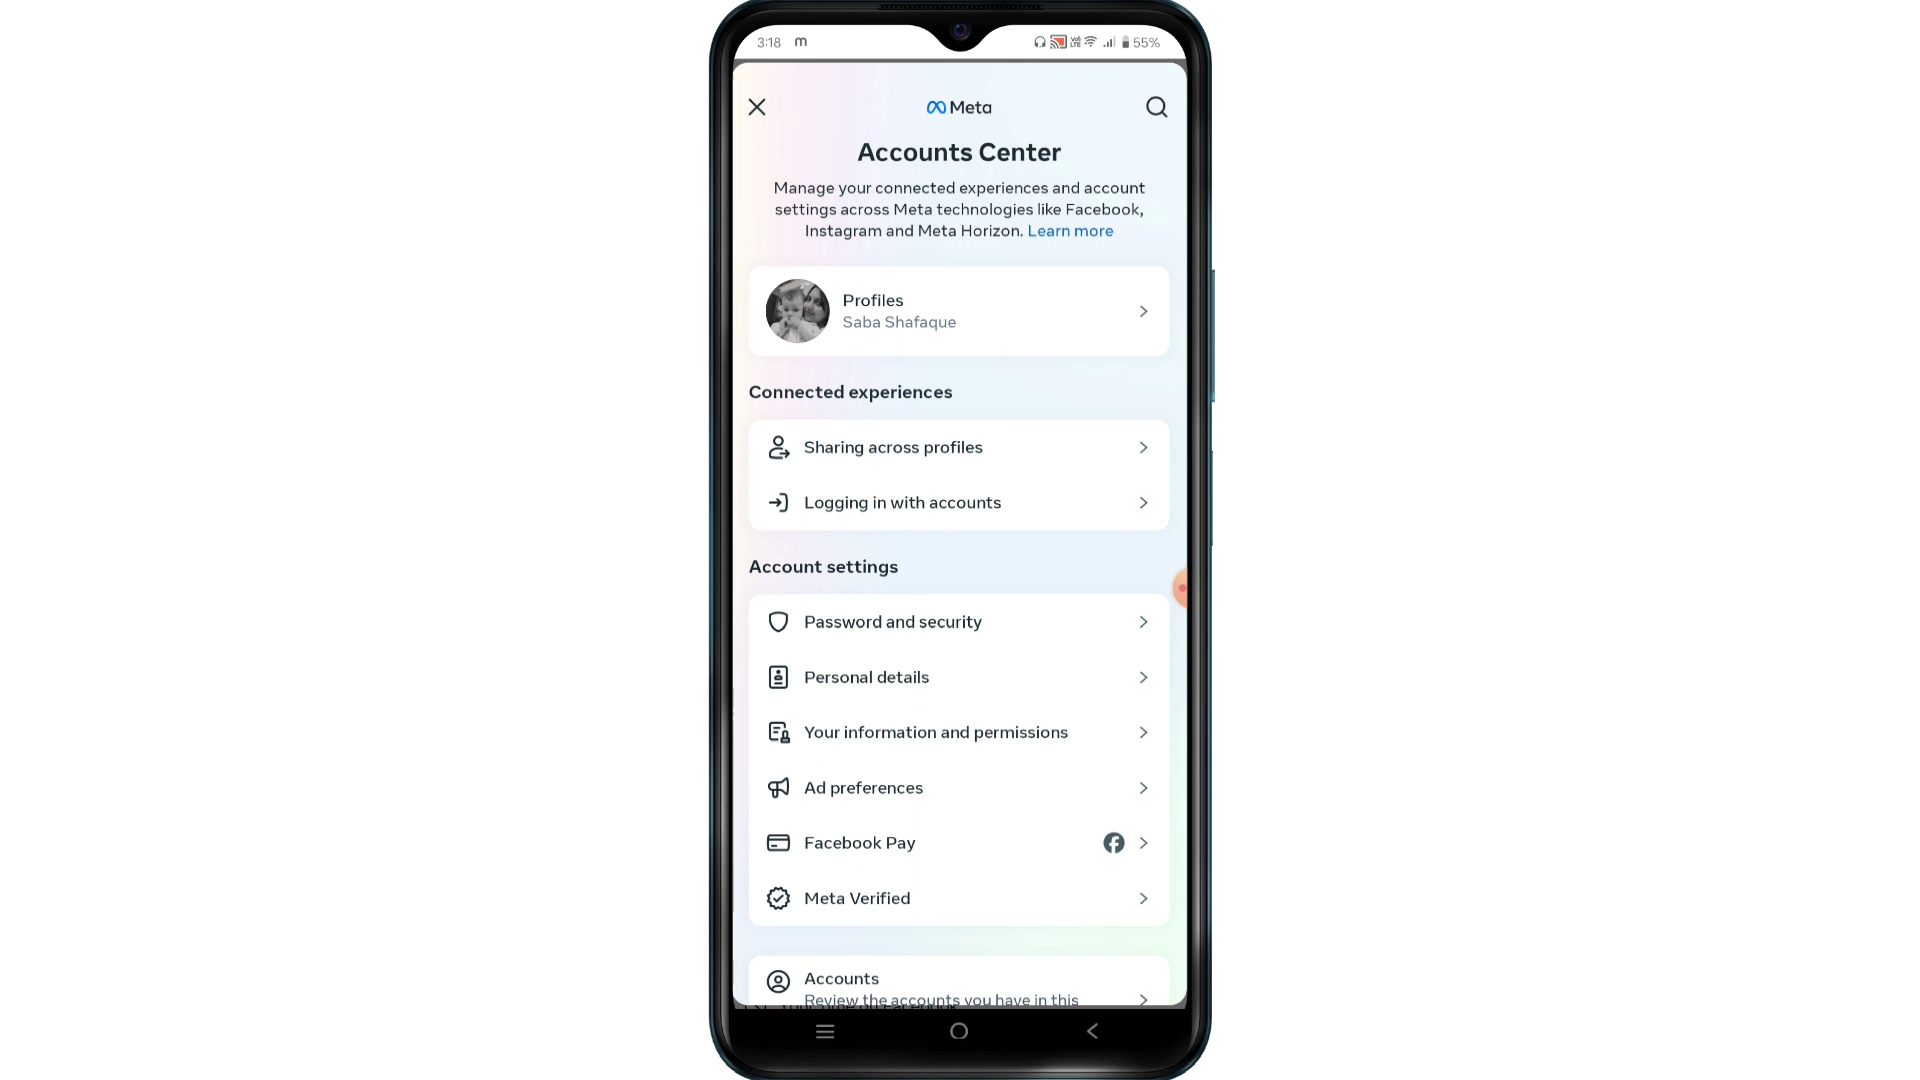 3:18 m 55%
Meta
Accounts Center
Manage your connected experiences and account
settings across Meta technologies like Facebook,
Instagram and Meta Horizon. Learn more
Profiles
Saba Shafaque
Connected experiences
Sharing across profiles
Logging in with accounts
Account settings
Password and security
Personal details
Your information and permissions
Ad preferences
Facebook Pay
Meta Verified
Accounts
Review the accounts you have in this